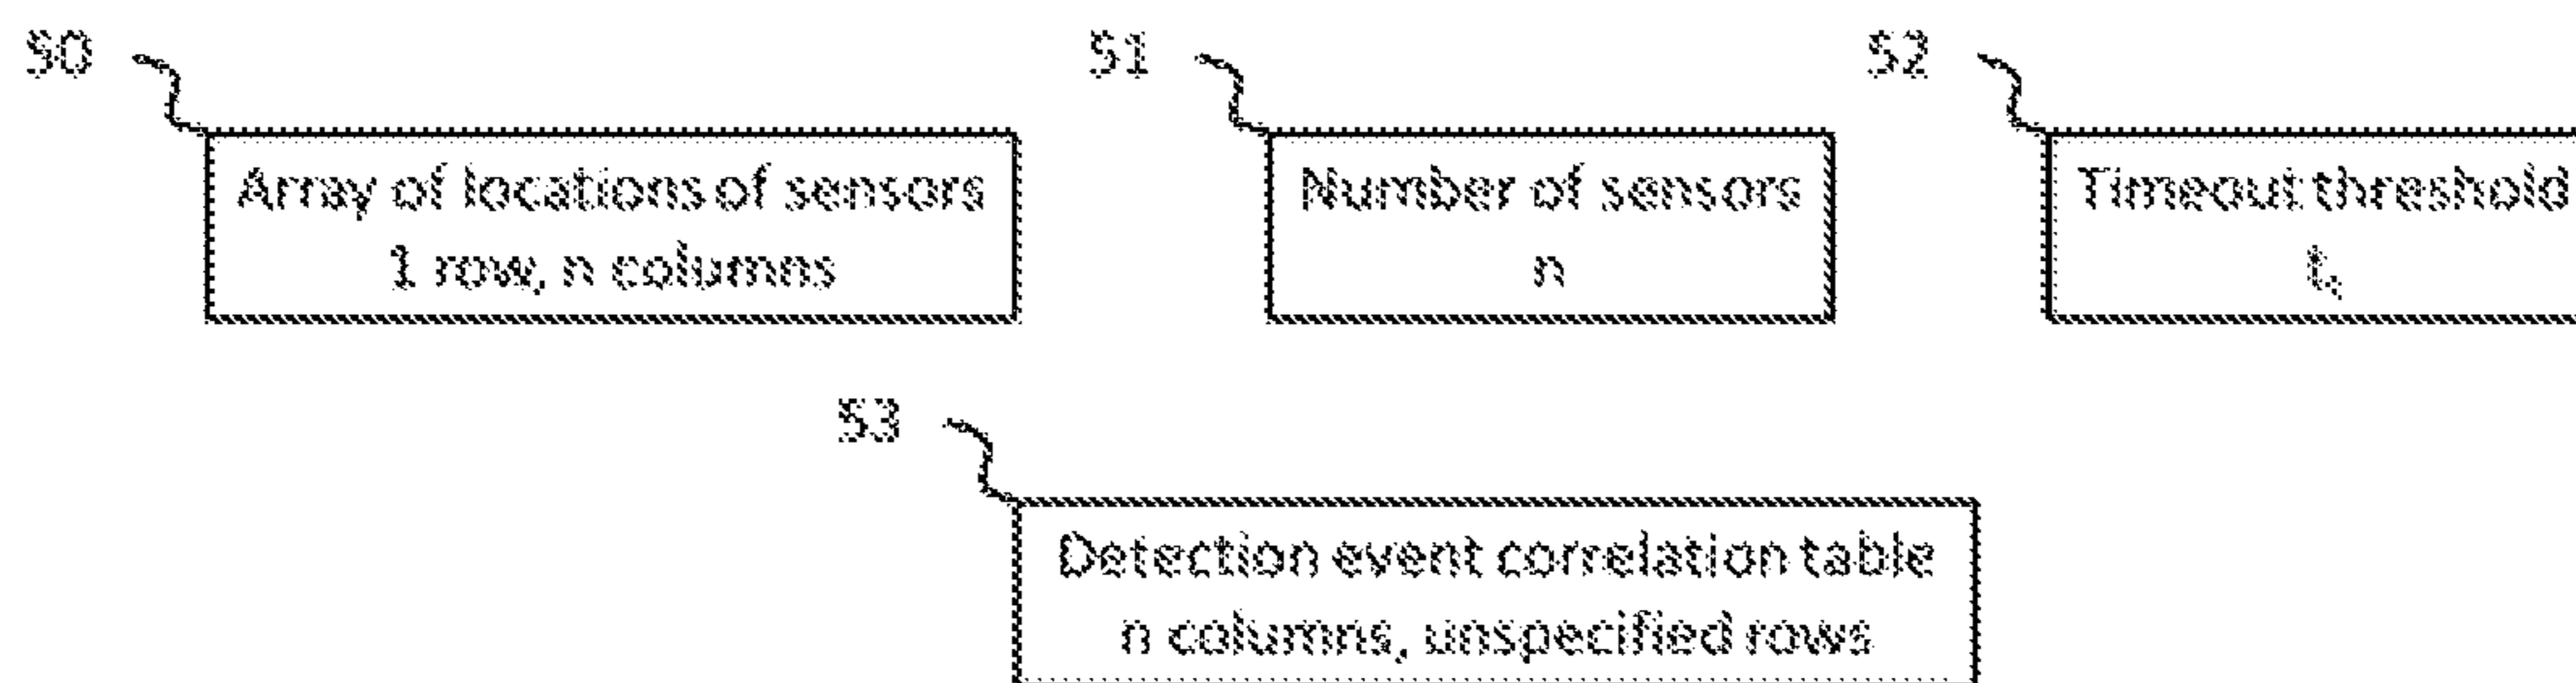 50
51
52
Array of locations of sensors
1 row, n columns
Number of sensors
n
Timeout threshold
53
Detection event correlation table
n columns, unspecified rows